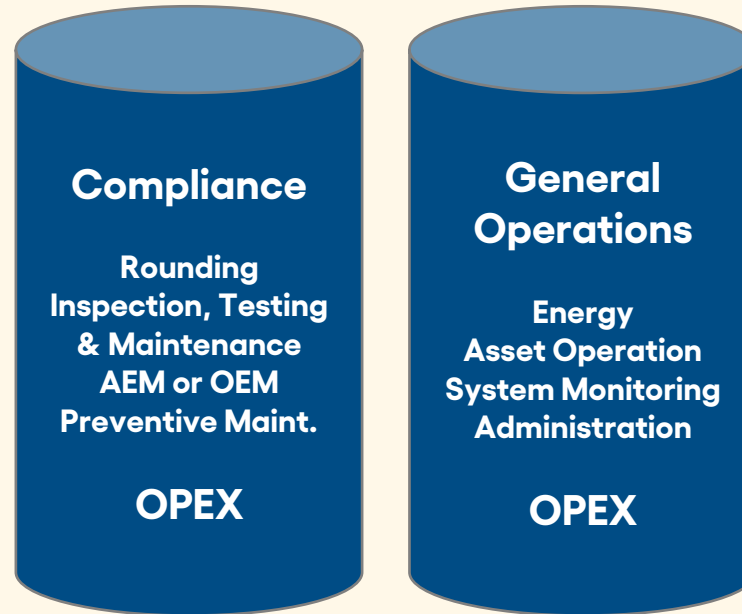 Compliance
Rounding
Inspection, Testing
& Maintenance
AEM or OEM
Preventive Maint.
OPEX
General
Operations
Energy
Asset Operation
System Monitoring
Administration
OPEX